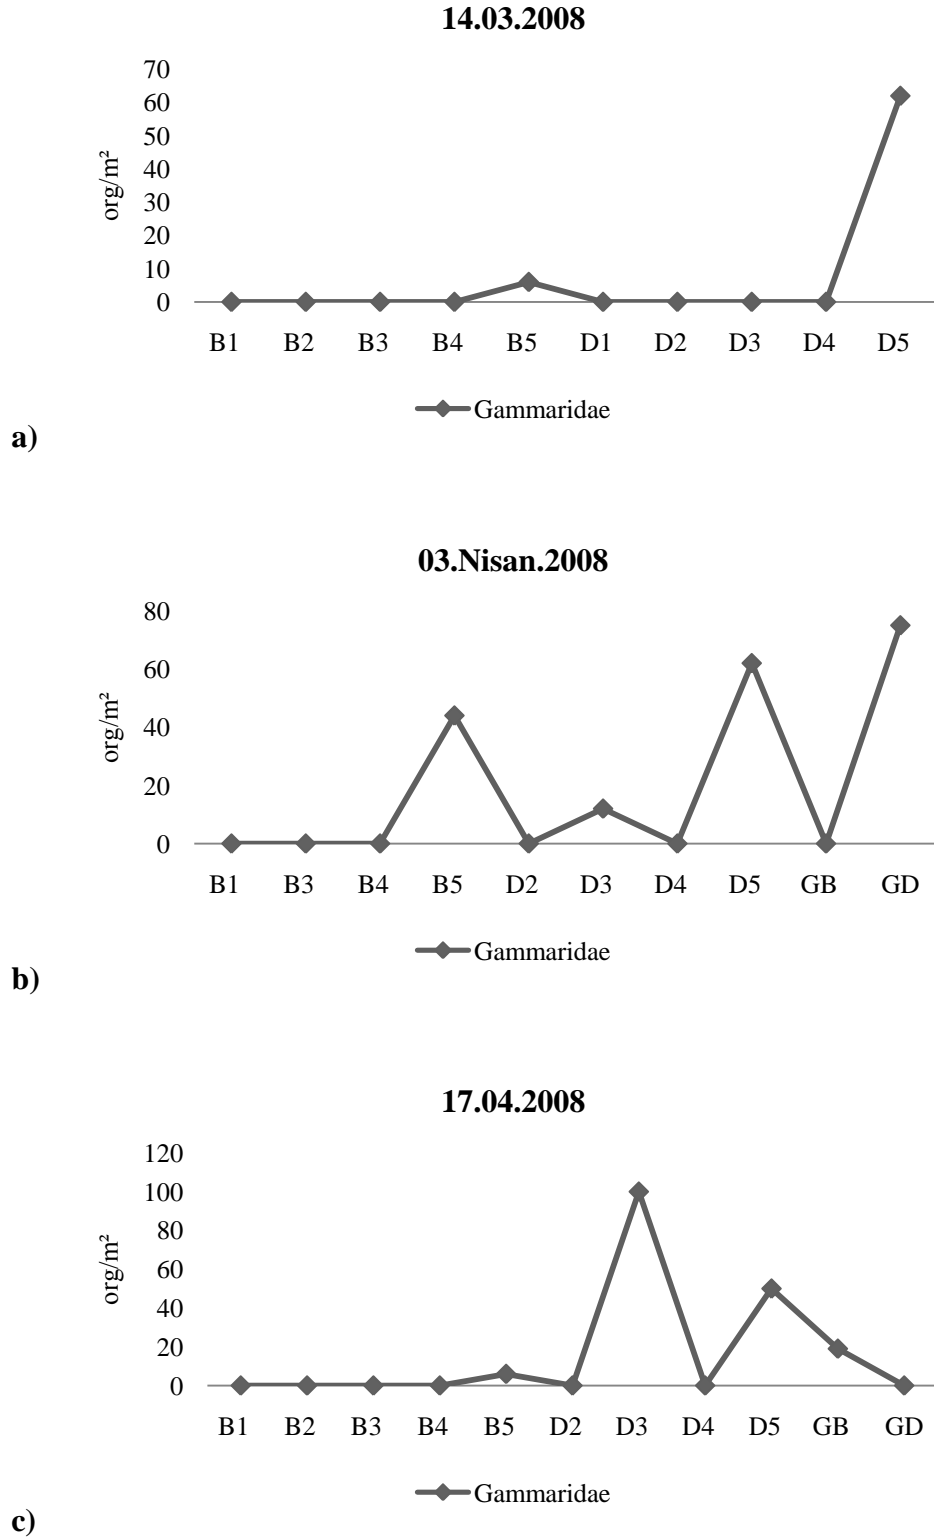 14.03.2008
70
60
50
40
30
20
10
0
org/m²
B1 B2 B3 B4 B5 D1 D2 D3 D4 D5
Gammaridae
a)
03.Nisan.2008
80
60
40
20
0
org/m²
B1 B3 B4 B5 D2 D3 D4 D5 GB GD
Gammaridae
b)
17.04.2008
120
100
80
60
40
20
0
org/m²
B1 B2 B3 B4 B5 D2 D3 D4 D5 GB GD
Gammaridae
c)